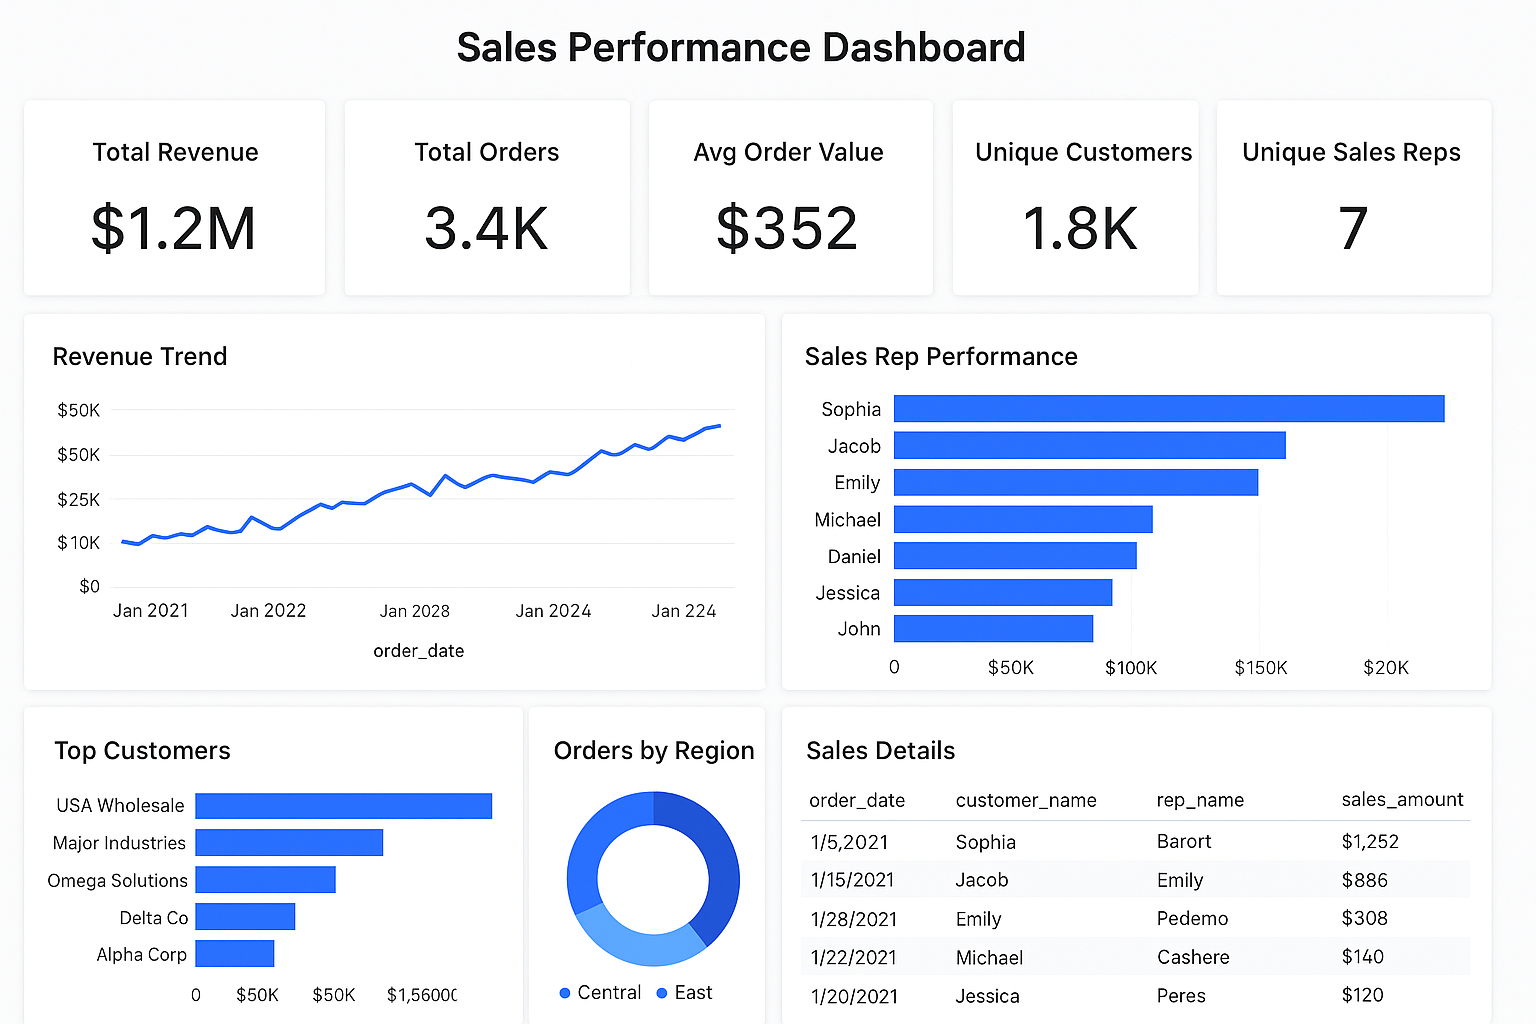 Sales Performance Dashboard
Total Revenue
$1.2M
Total Orders
3.4K
Avg Order Value
$352
Unique Customers
1.8K
Unique Sales Reps
7
Revenue Trend
$50K
$50K
$25K
$10K
$0
Jan 2021 Jan 2022 Jan 2028 Jan 2024 Jan 224
order_date
Sales Rep Performance
Sophia
Jacob
Emily
Michael
Daniel
Jessica
John
0 $50K $100K $150K $20K
Top Customers
USA Wholesale
Major Industries
Omega Solutions
Delta Co
Alpha Corp
0 $50K $50K $1,5600
Orders by Region
Central East
Sales Details
order_date customer_name rep_name sales_amount
1/5,2021 Sophia Barort $1,252
1/15/2021 Jacob Emily $886
1/28/2021 Emily Pedemo $308
1/22/2021 Michael Cashere $140
1/20/2021 Jessica Peres $120